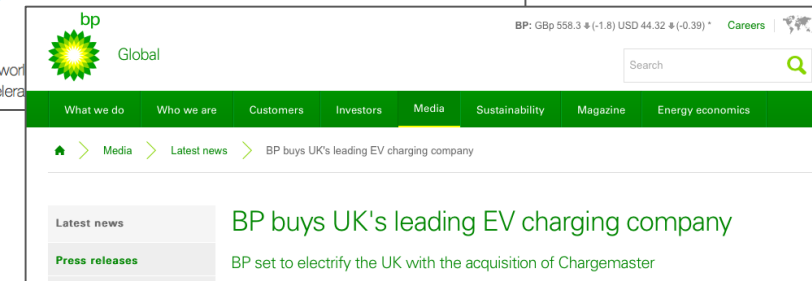 bp
BP: GBp 558.3 (-1.8) USD 44.32 (-0.39) * Careers
Global
Search
What we do Who we are Customers Investors Media Sustainability Magazine Energy economics
Media Latest news BP buys UK's leading EV charging company
Latest news
BP buys UK's leading EV charging company
Press releases
BP set to electrify the UK with the acquisition of Chargemaster